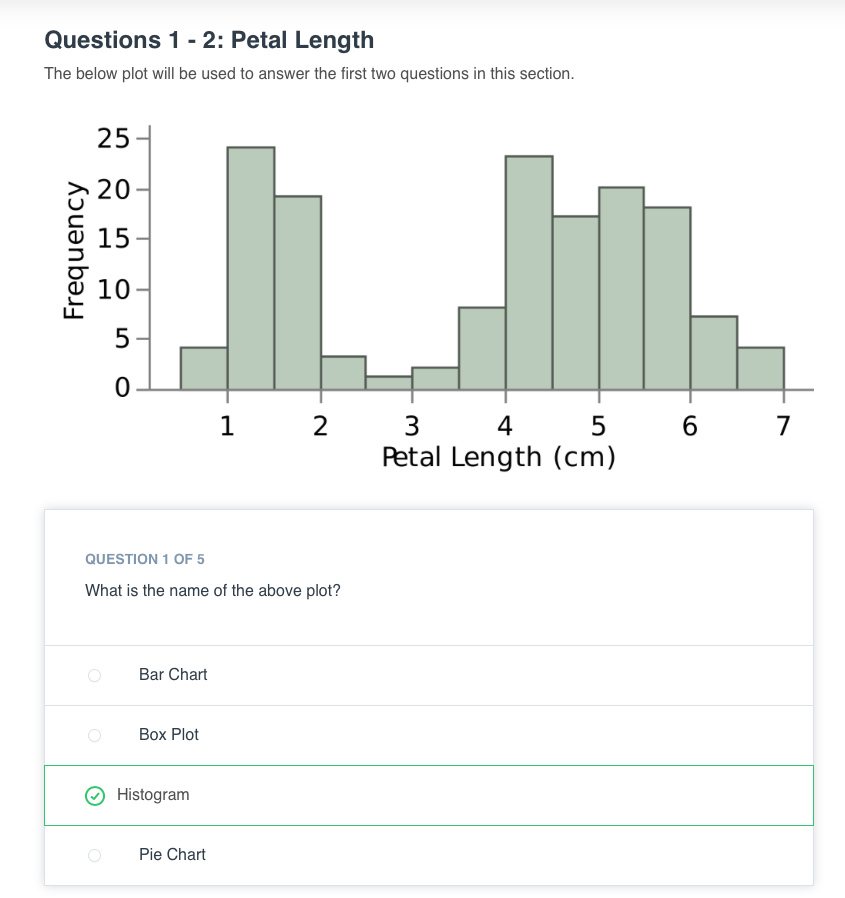 Questions 1 - 2: Petal Length
The below plot will be used to answer the first two questions in this section.
25
20
15
10
5
0
Frequency
1 2 3 4 5 6 7
Petal Length (cm)
QUESTION 1 OF 5
What is the name of the above plot?
Bar Chart
Box Plot
Histogram
Pie Chart